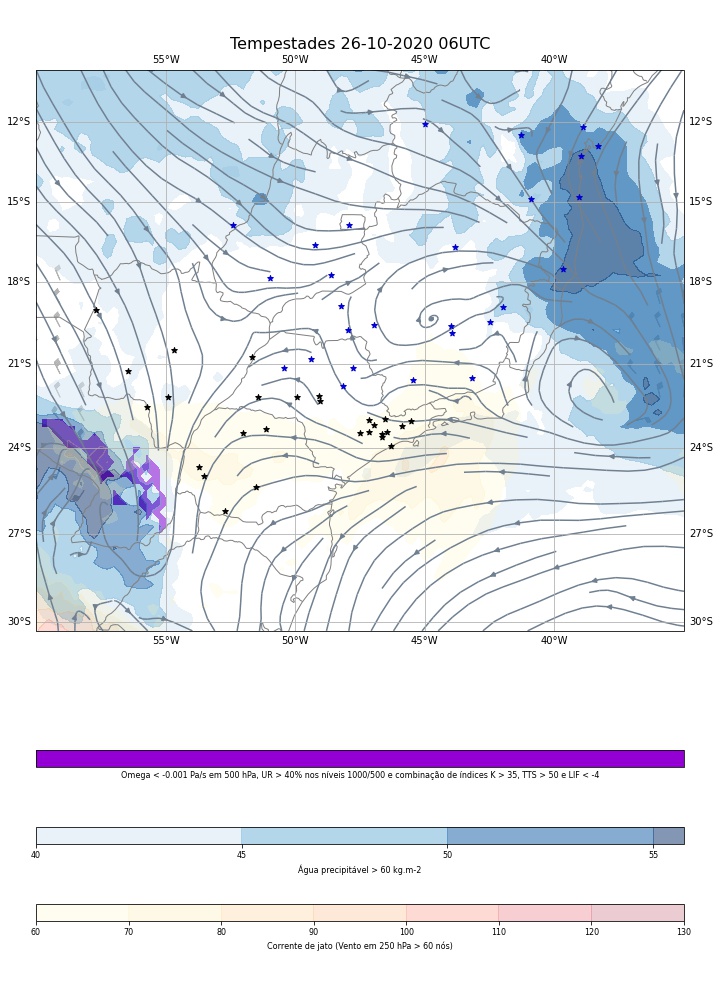 Tempestades 26-10-2020 06UTC
55°W 50°W 45°W 40°W
12°S 12°S
15°S 15°S
18°S 18°S
21°S 21°S
24°S 24°S
27°S 27°S
30°S 30°S
55°W 50°W 45°W 40°W
Omega < -0.001 Pa/s em 500 hPa, UR > 40% nos níveis 1000/500 e combinação de índices K > 35, TTS > 50 e LIF < -4
40 45 50 55
Água precipitável > 60 kg.m-2
60 70 80 90 100 110 120 130
Corrente de jato (Vento em 250 hPa > 60 nós)